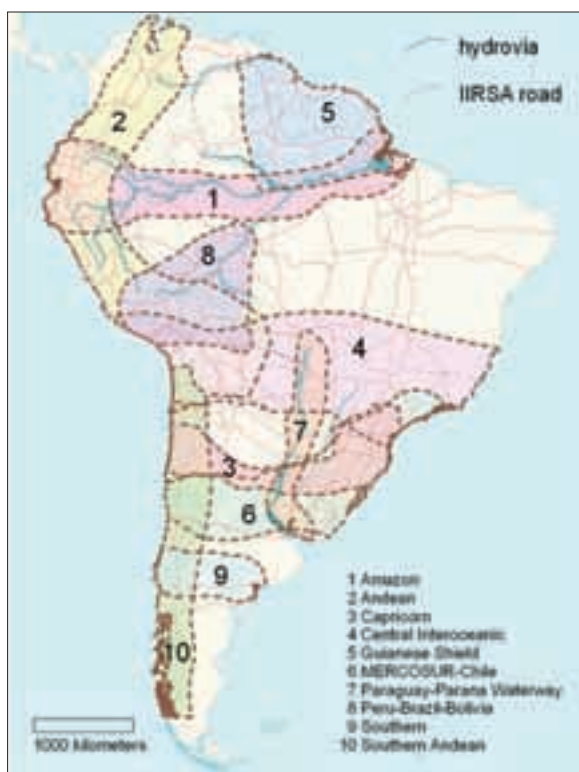 hydrovia
IIRSA road
5
2
1
8
4
7
3
6
9
10
1 Amazon
2 Andean
3 Capricorn
4 Central Interoceanic
5 Guianese Shield
6 MERCOSUR-Chile
7 Paraguay-Parana Waterway
8 Peru-Brazil-Bolivia
9 Southern
10 Southern Andean
1000 Kilometers